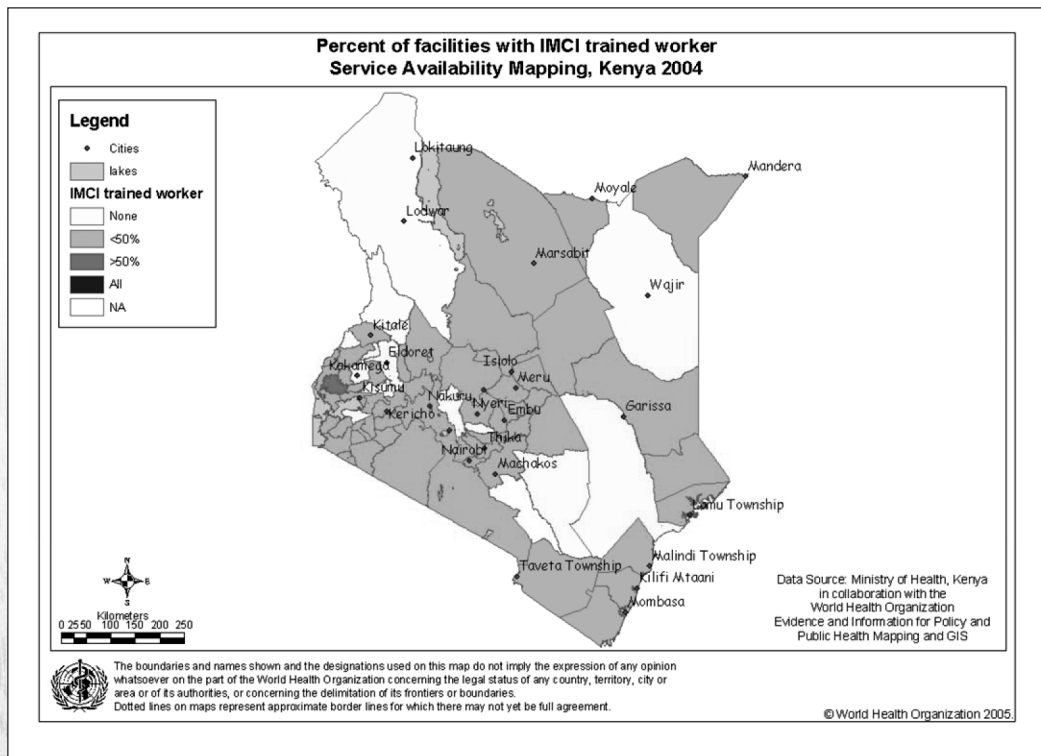 Percent of facilities with IMCI trained worker
Service Availability Mapping, Kenya 2004
Legend
Cities
lakes
IMCI trained worker
None
<50%
>50%
All
NA
Lokitaung
Mandera
Moyale
Lodwar
Marsabit
Wajir
Kitale
Eldoret
Isiolo
Kakamega
Meru
Kisumu
Nakuru
Nyeri
Embu
Garissa
Kericho
Thika
Nairobi
Machakos
Lamu Township
Malindi Township
Taveta Township
Kilifi Mtaani
Mombasa
N
W E
S
Kilometers
0 25 50 100 150 200 250
Data Source: Ministry of Health, Kenya
in collaboration with the
World Health Organization
Evidence and Information for Policy and
Public Health Mapping and GIS
The boundaries and names shown and the designations used on this map do not imply the expression of any opinion
whatsoever on the part of the World Health Organization concerning the legal status of any country, territory, city or
area or of its authorities, or concerning the delimitation of its frontiers or boundaries.
Dotted lines on maps represent approximate border lines for which there may not yet be full agreement.
© World Health Organization 2005.